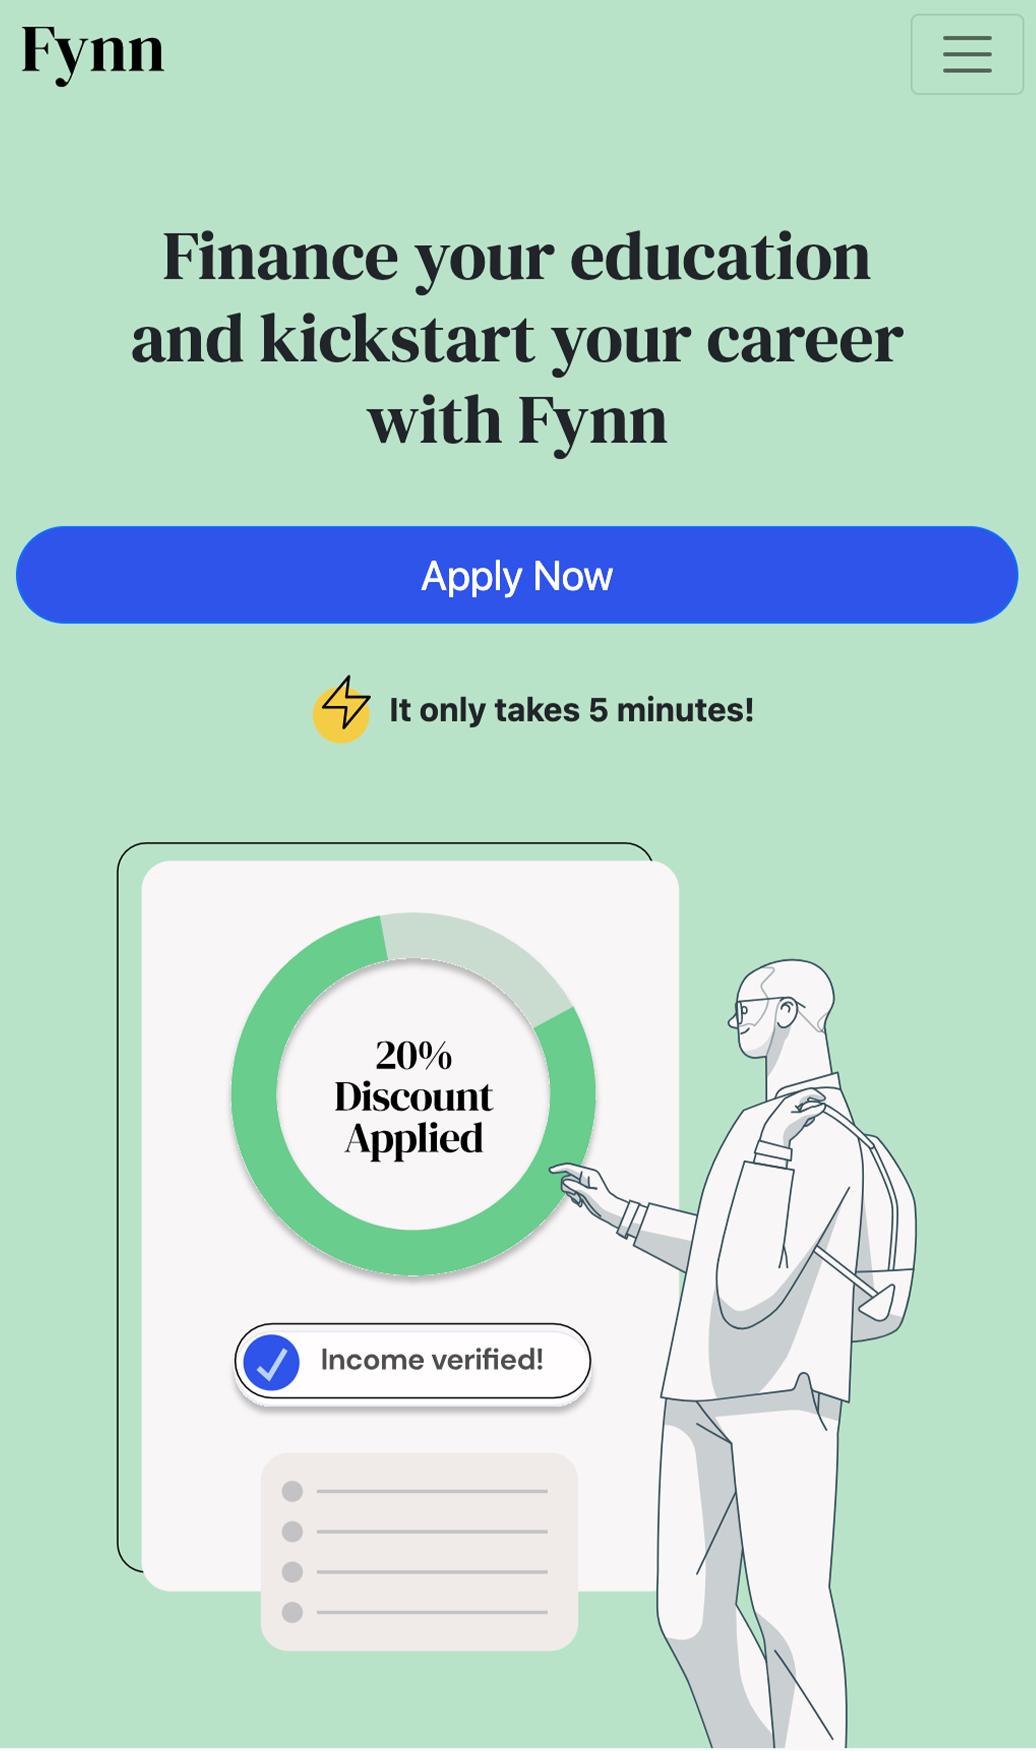 Fynn
Finance your education
and kickstart your career
with Fynn
Apply Now
It only takes 5 minutes!
20%
Discount
Applied
Income verified!